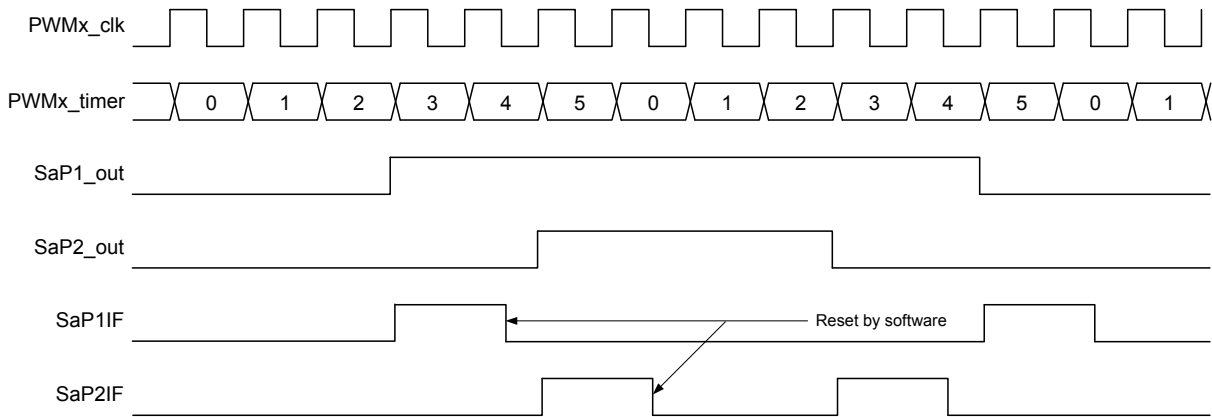 PWMx_clk
PWMx_timer 0 1 2 3 4 5 0 1 2 3 4 5 0 1
SaP1_out
SaP2_out
SaP1IF Reset by software
SaP2IF